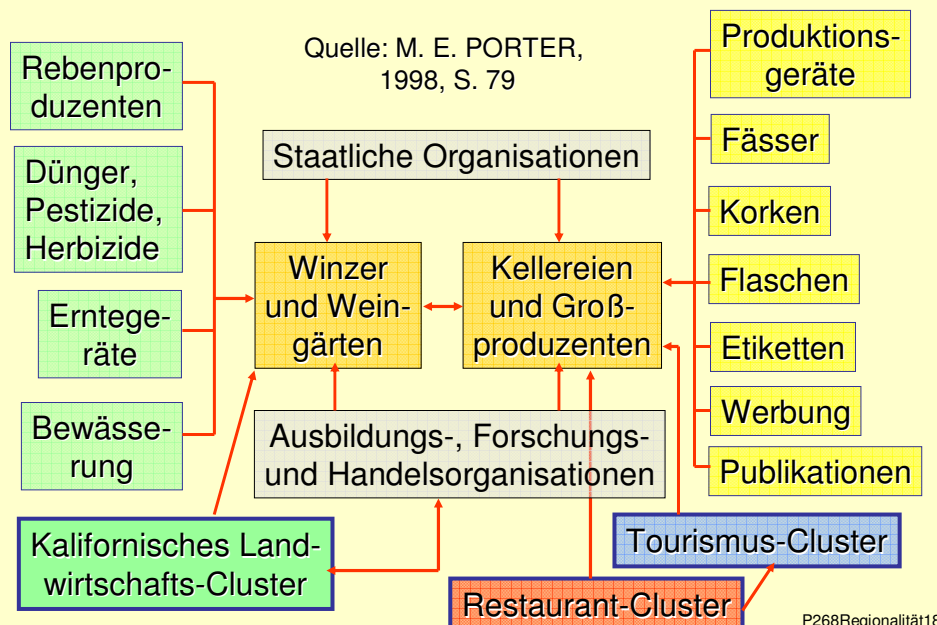 Quelle: M. E. PORTER,
1998, S. 79
Rebenpro-
duzenten
Dünger,
Pestizide,
Herbizide
Erntege-
räte
Bewässe-
rung
Staatliche Organisationen
Winzer
und Wein-
gärten
Kellereien
und Groß-
produzenten
Ausbildungs-, Forschungs-
und Handelsorganisationen
Produktions-
geräte
Fässer
Korken
Flaschen
Etiketten
Werbung
Publikationen
Kalifornisches Land-
wirtschafts-Cluster
Tourismus-Cluster
Restaurant-Cluster
P268Regionalität18